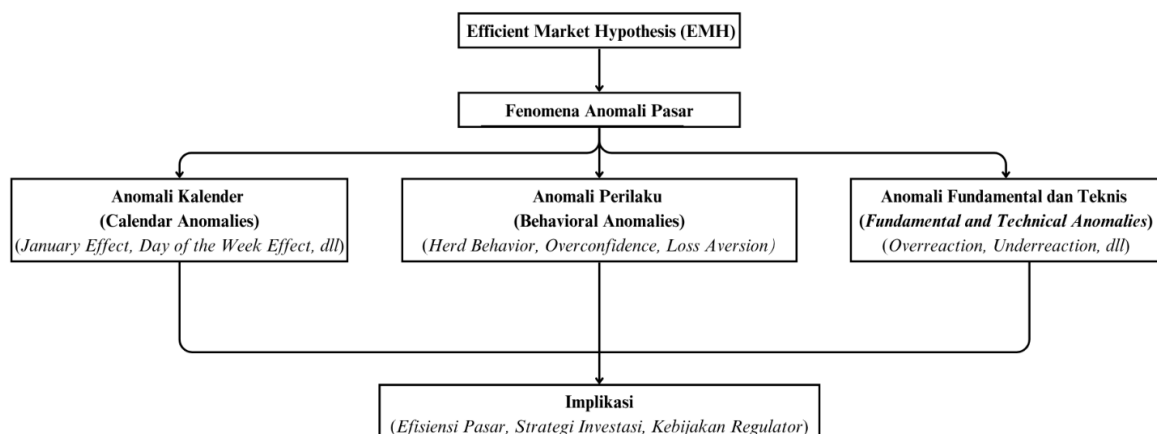 Efficient Market Hypothesis (EMH)
Fenomena Anomali Pasar
Anomali Kalender
(Calendar Anomalies)
(January Effect, Day of the Week Effect, dll)
Anomali Perilaku
(Behavioral Anomalies)
(Herd Behavior, Overconfidence, Loss Aversion)
Anomali Fundamental dan Teknis
(Fundamental and Technical Anomalies)
(Overreaction, Underreaction, dll)
Implikasi
(Efisiensi Pasar, Strategi Investasi, Kebijakan Regulator)